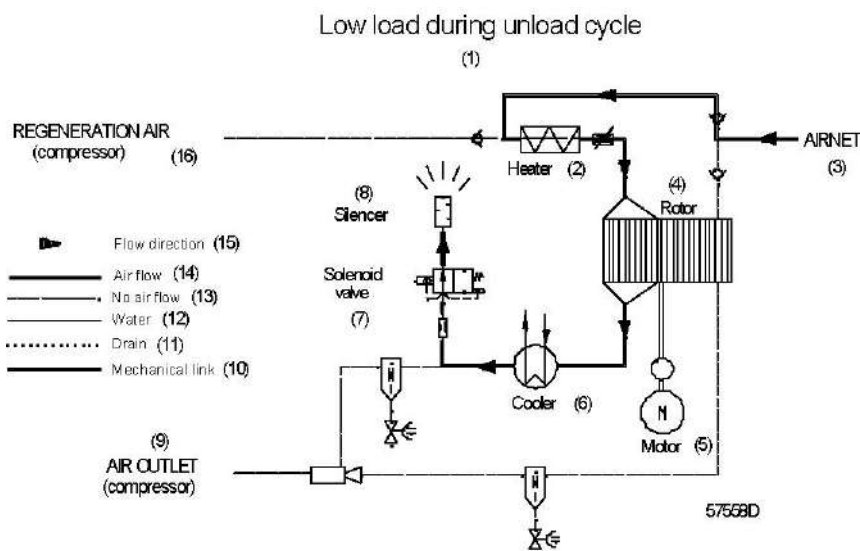 Low load during unload cycle
(1)
REGENERATION AIR
(compressor) (16)
Heater (2)
AIRNET
(3)
(4)
Rotor
(8)
Silencer
Flow direction (15)
Air flow (14)
No air flow (13)
Water (12)
Drain (11)
Mechanical link (10)
Solenoid
valve
(7)
Cooler (6)
M
Motor (5)
(9)
AIR OUTLET
(compressor)
57559D